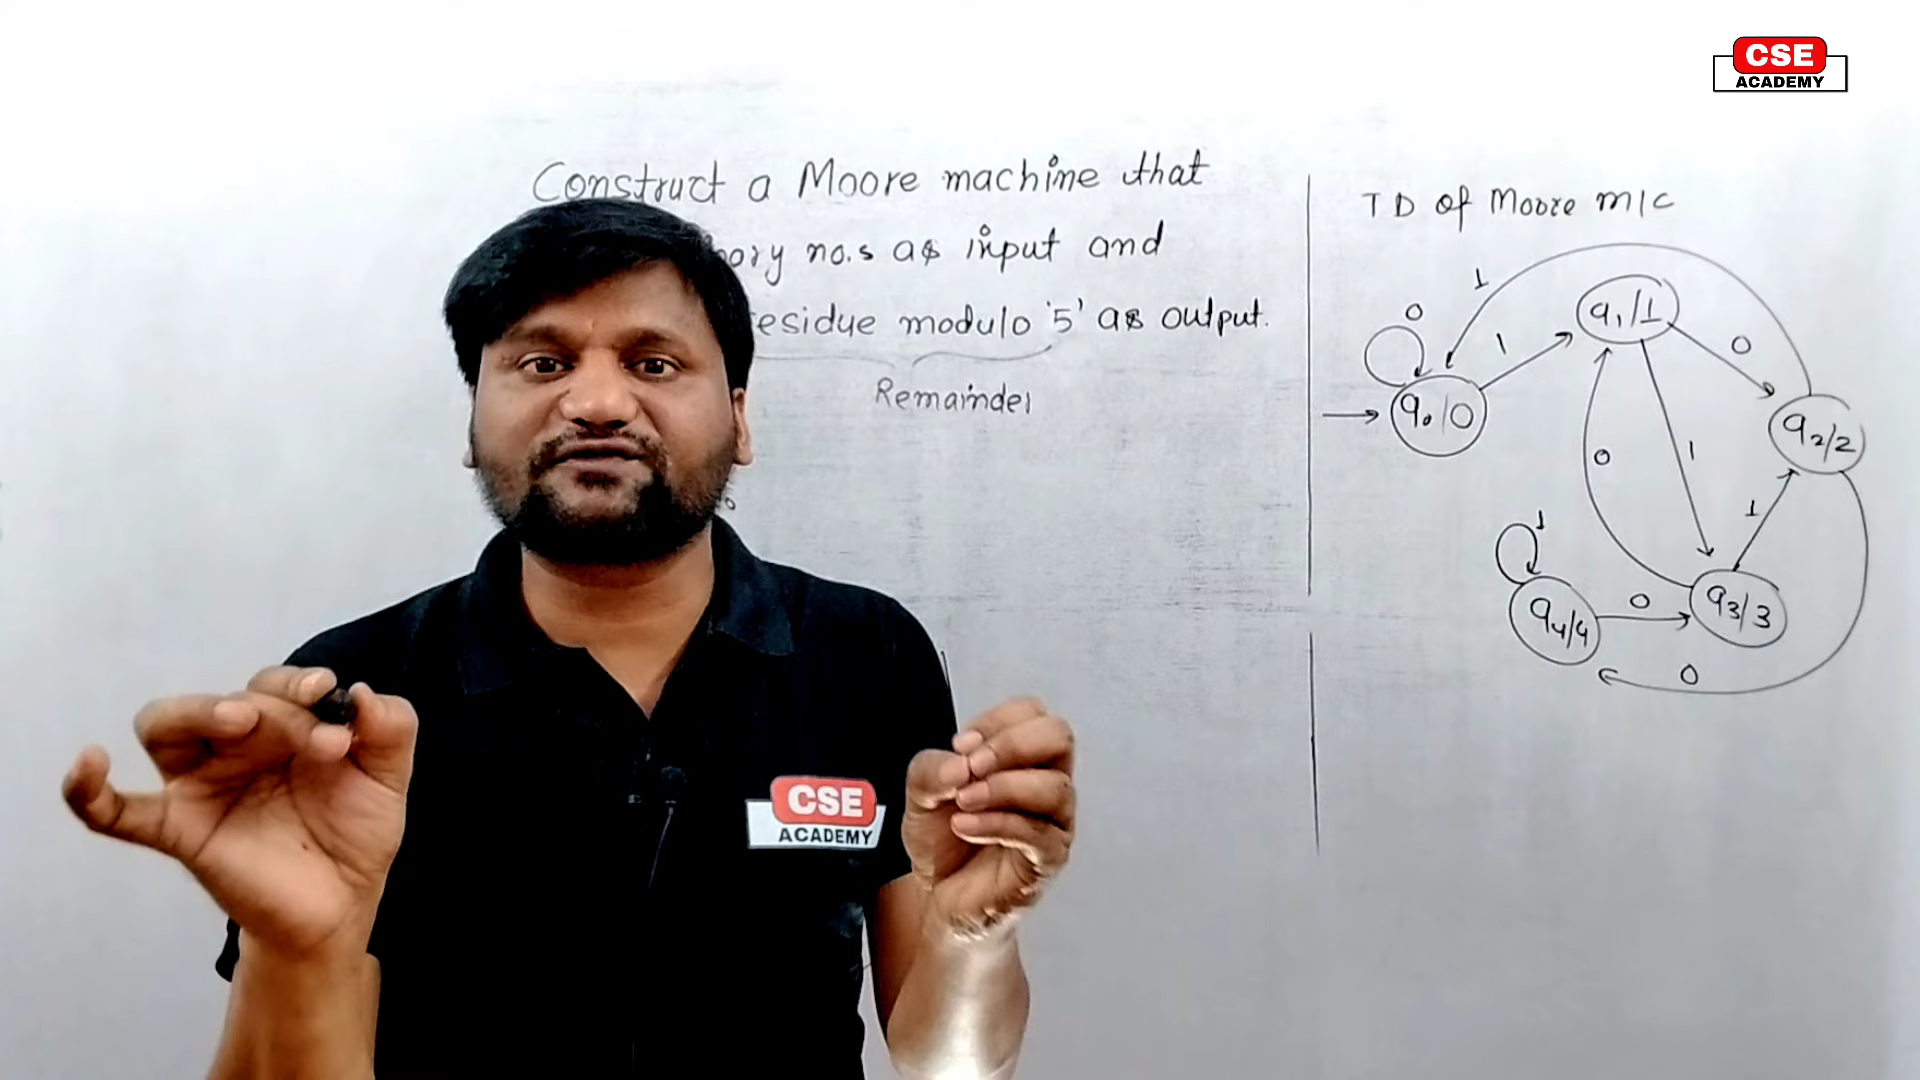 CSE
ACADEMY
Construct a Moore machine that
no.s as input and
modulo '5' as output.
Remainder
TD of Moore m/c
1
q1/1
0
1
0
q0/0
q2/2
0
1
1
1
q3/3
0
q4/4
0
CSE
ACADEMY